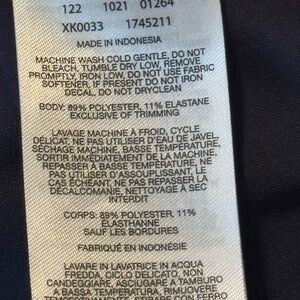 122 1021 01264
XK0033 1745211
MADE IN INDONESIA
MACHINE WASH COLD GENTLE, DO NOT
BLEACH, TUMBLE DRY LOW, REMOVE
PROMPTLY, IRON LOW, DO NOT USE FABRIC
SOFTENER, IF PRESENT DO NOT IRON
DECAL, DO NOT DRYCLEAN
BODY: 89% POLYESTER, 11% ELASTANE
EXCLUSIVE OF TRIMMING
LAVAGE MACHINE À FROID, CYCLE
DÉLICAT, NE PAS UTILISER D'EAU DE JAVEL,
SÉCHAGE MACHINE, BASSE TEMPÉRATURE,
SORTIR IMMÉDIATEMENT DE LA MACHINE,
REPASSER À BASSE TEMPÉRATURE, NE
PAS UTILISER D'ASSOUPLISSANT, LE
CAS ÉCHÉANT, NE PAS REPASSER LA
DÉCALCOMANIE, NETTOYAGE À SEC
INTERDIT
CORPS: 89% POLYESTER, 11%
ÉLASTHANNE
SAUF LES BORDURES
FABRIQUÉ EN INDONÉSIE
LAVARE IN LAVATRICE IN ACQUA
FREDDA, CICLO DELICATO, NON
CANDEGGIARE, ASCIUGARE A TAMBURO
A BASSA TEMPERATURA, RIMUOVERE